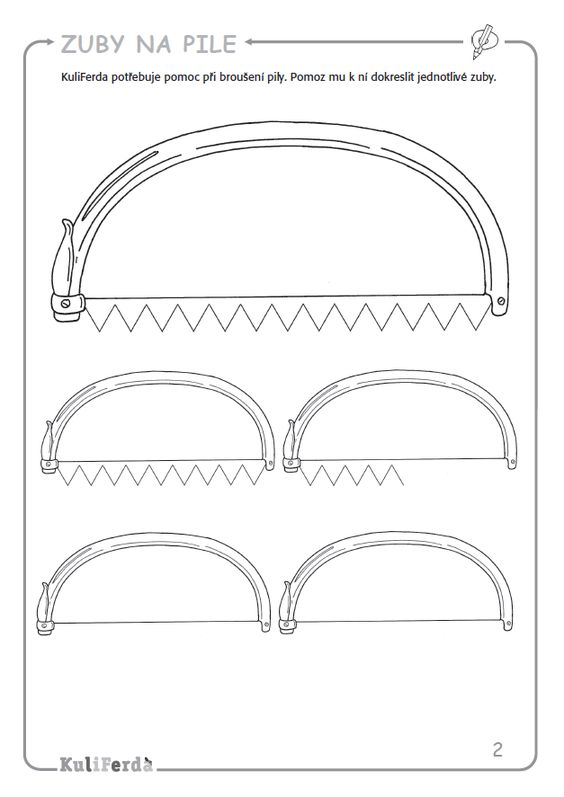 ZUBY NA PILE
KuliFerda potřebuje pomoc při broušení pily. Pomoz mu k ní dokreslit jednotlivé zuby.
2
KuliFerda